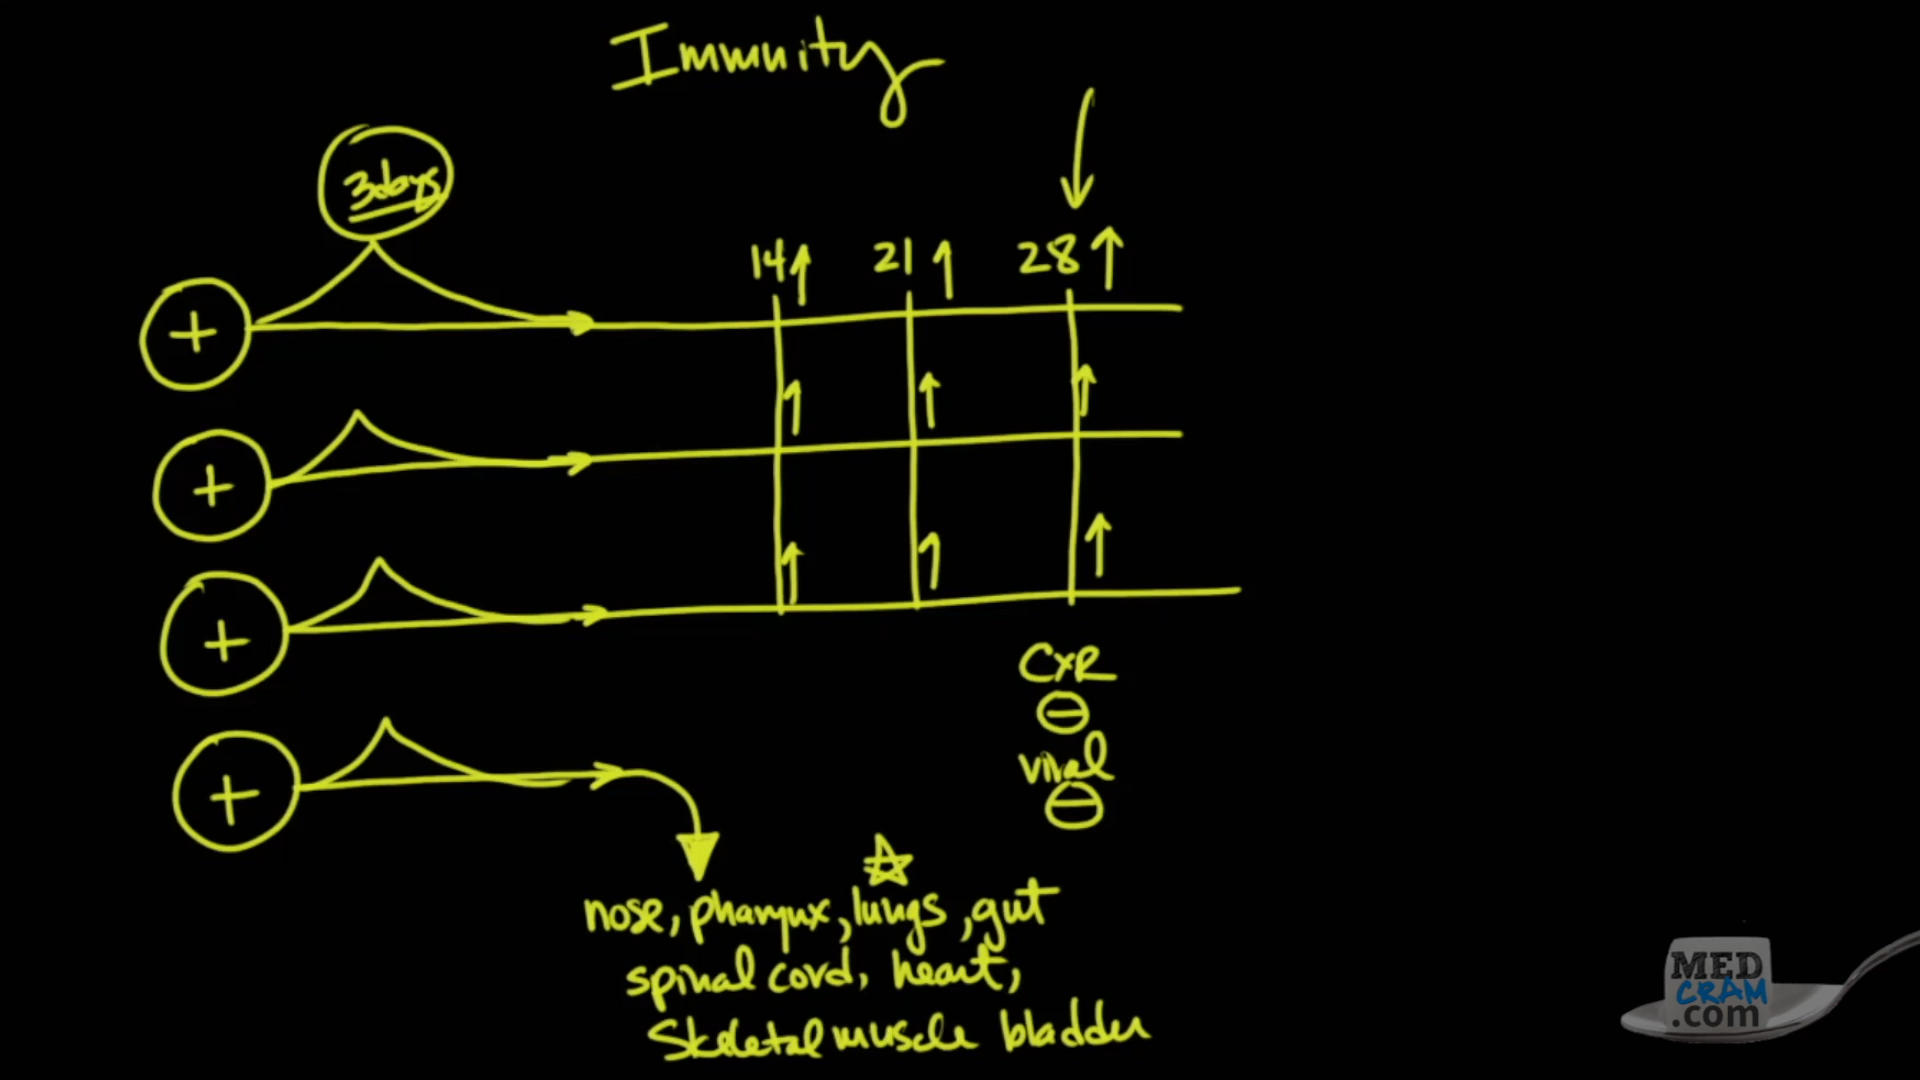 Immunity
3days
14↑ 21↑ 28↑
+
+
+
+
CXR
⊖
viral
⊖
nose, pharynx, lungs, gut
spinal cord, heart,
skeletal muscle bladder
MED
CRAM
.com